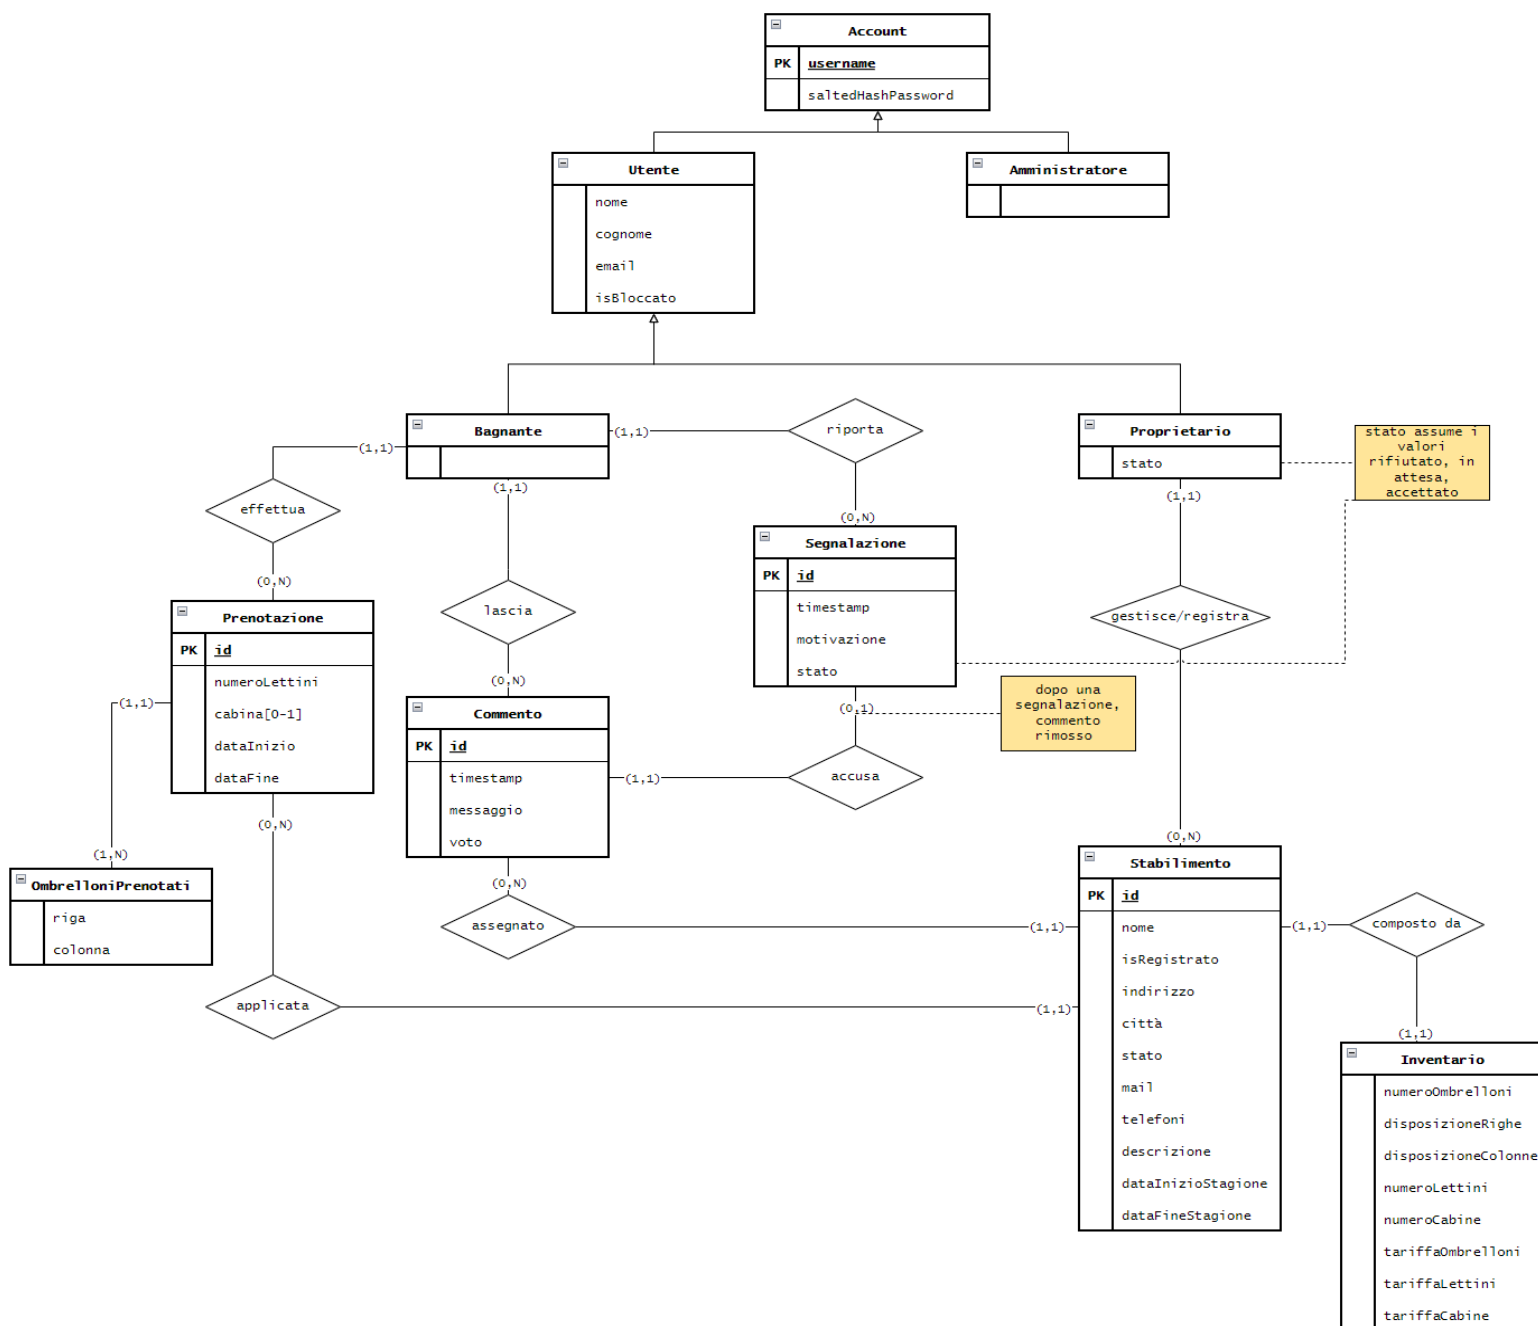 Account
PK username
saltedHashPassword
Utente
nome
cognome
email
isBloccato
Amministratore
Bagnante
(1,1)
(1,1)
(1,1)
riporta
Proprietario
stato
(1,1)
stato assume i
valori
rifiutato, in
attesa,
accettato
effettua
(0,N)
lascia
(0,N)
(0,N)
Segnalazione
PK id
timestamp
motivazione
stato
(0,1)
gestisce/registra
(0,N)
Prenotazione
PK id
numeroLettini
cabina[0-1]
dataInizio
dataFine
(1,1)
(0,N)
Commento
PK id
timestamp
messaggio
voto
(1,1)
(0,N)
accusa
dopo una
segnalazione,
commento
rimosso
(1,N)
OmbrelloniPrenotati
riga
colonna
assegnato
(1,1)
applicata
(1,1)
Stabilimento
PK id
nome
isRegistrato
indirizzo
città
stato
mail
telefoni
descrizione
dataInizioStagione
dataFineStagione
(1,1)
composto da
(1,1)
Inventario
numeroOmbrelloni
disposizioneRighe
disposizioneColonne
numeroLettini
numeroCabine
tariffaOmbrelloni
tariffaLettini
tariffaCabine